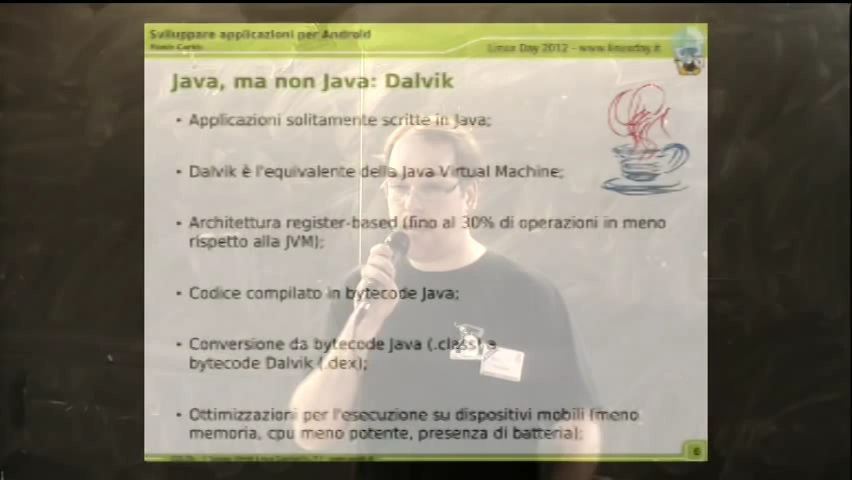 Sviluppare applicazioni per Android
Linux Day 2012 - www.linuxday.it
Java, ma non Java: Dalvik
• Applicazioni solitamente scritte in Java;
• Dalvik è l'equivalente della Java Virtual Machine;
• Architettura register-based (fino al 30% di operazioni in meno
rispetto alla JVM);
• Codice compilato in bytecode Java;
• Conversione da bytecode Java (.class) a
bytecode Dalvik (.dex);
• Ottimizzazioni per l'esecuzione su dispositivi mobili (meno
memoria, cpu meno potente, presenza di batteria);